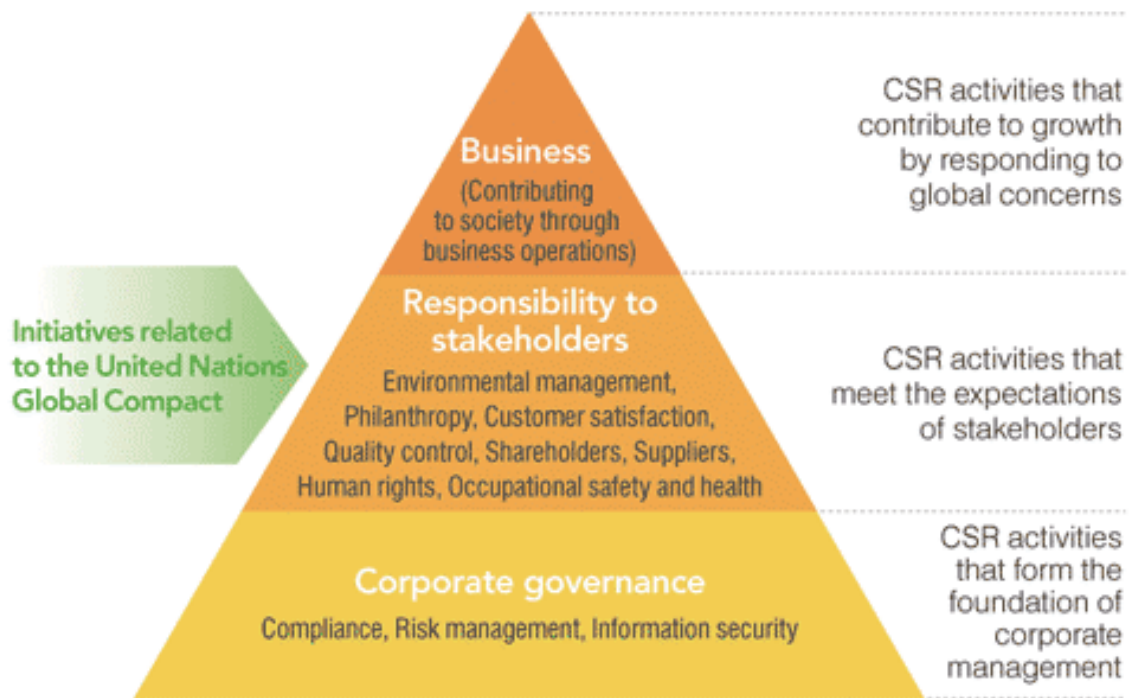 Business
(Contributing
to society through
business operations)
Responsibility to
stakeholders
Environmental management,
Philanthropy, Customer satisfaction,
Quality control, Shareholders, Suppliers,
Human rights, Occupational safety and health
Corporate governance
Compliance, Risk management, Information security
Initiatives related
to the United Nations
Global Compact
CSR activities that
contribute to growth
by responding to
global concerns
CSR activities that
meet the expectations
of stakeholders
CSR activities
that form the
foundation of
corporate
management